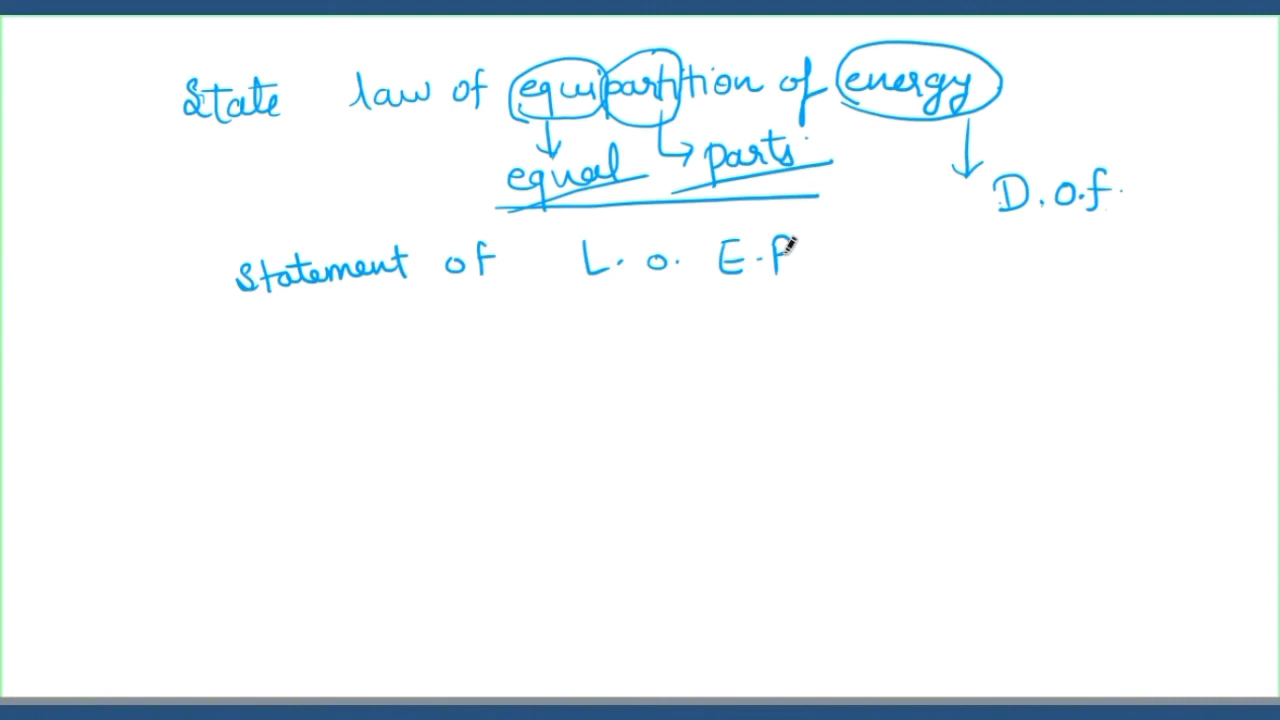 State law of equipartition of energy
equal parts
D.o.f.
Statement of L. o. E.P